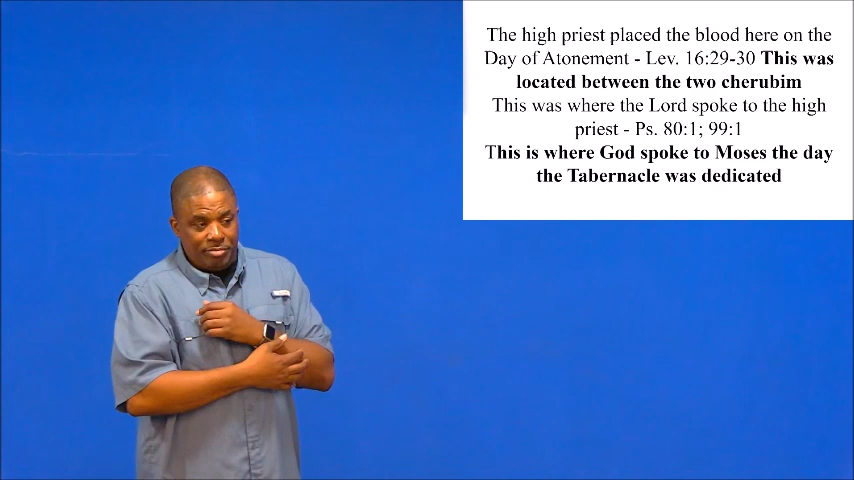 The high priest placed the blood here on the
Day of Atonement - Lev. 16:29-30 This was
located between the two cherubim
This was where the Lord spoke to the high
priest - Ps. 80:1; 99:1
This is where God spoke to Moses the day
the Tabernacle was dedicated